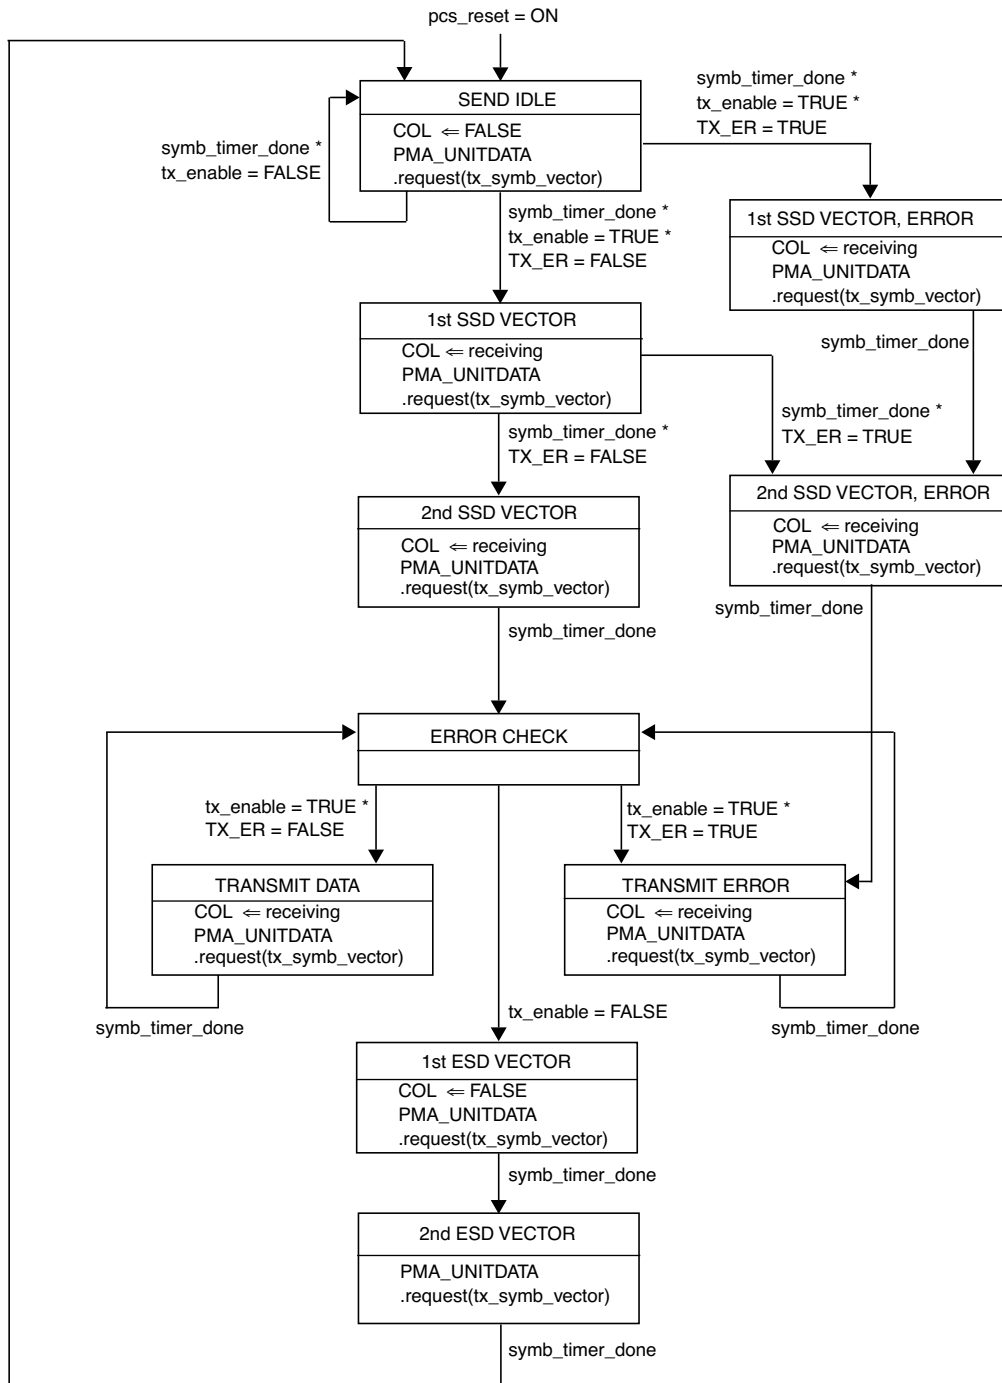 pcs_reset = ON
SEND IDLE
COL ⇐ FALSE
PMA_UNITDATA
.request(tx_symb_vector)
symb_timer_done *
tx_enable = FALSE
symb_timer_done *
tx_enable = TRUE *
TX_ER = TRUE
symb_timer_done *
tx_enable = TRUE *
TX_ER = FALSE
1st SSD VECTOR, ERROR
COL ⇐ receiving
PMA_UNITDATA
.request(tx_symb_vector)
symb_timer_done
1st SSD VECTOR
COL ⇐ receiving
PMA_UNITDATA
.request(tx_symb_vector)
symb_timer_done *
TX_ER = TRUE
symb_timer_done *
TX_ER = FALSE
2nd SSD VECTOR, ERROR
COL ⇐ receiving
PMA_UNITDATA
.request(tx_symb_vector)
symb_timer_done
2nd SSD VECTOR
COL ⇐ receiving
PMA_UNITDATA
.request(tx_symb_vector)
symb_timer_done
ERROR CHECK
tx_enable = TRUE *
TX_ER = FALSE
tx_enable = TRUE *
TX_ER = TRUE
TRANSMIT DATA
COL ⇐ receiving
PMA_UNITDATA
.request(tx_symb_vector)
symb_timer_done
TRANSMIT ERROR
COL ⇐ receiving
PMA_UNITDATA
.request(tx_symb_vector)
symb_timer_done
tx_enable = FALSE
1st ESD VECTOR
COL ⇐ FALSE
PMA_UNITDATA
.request(tx_symb_vector)
symb_timer_done
2nd ESD VECTOR
PMA_UNITDATA
.request(tx_symb_vector)
symb_timer_done